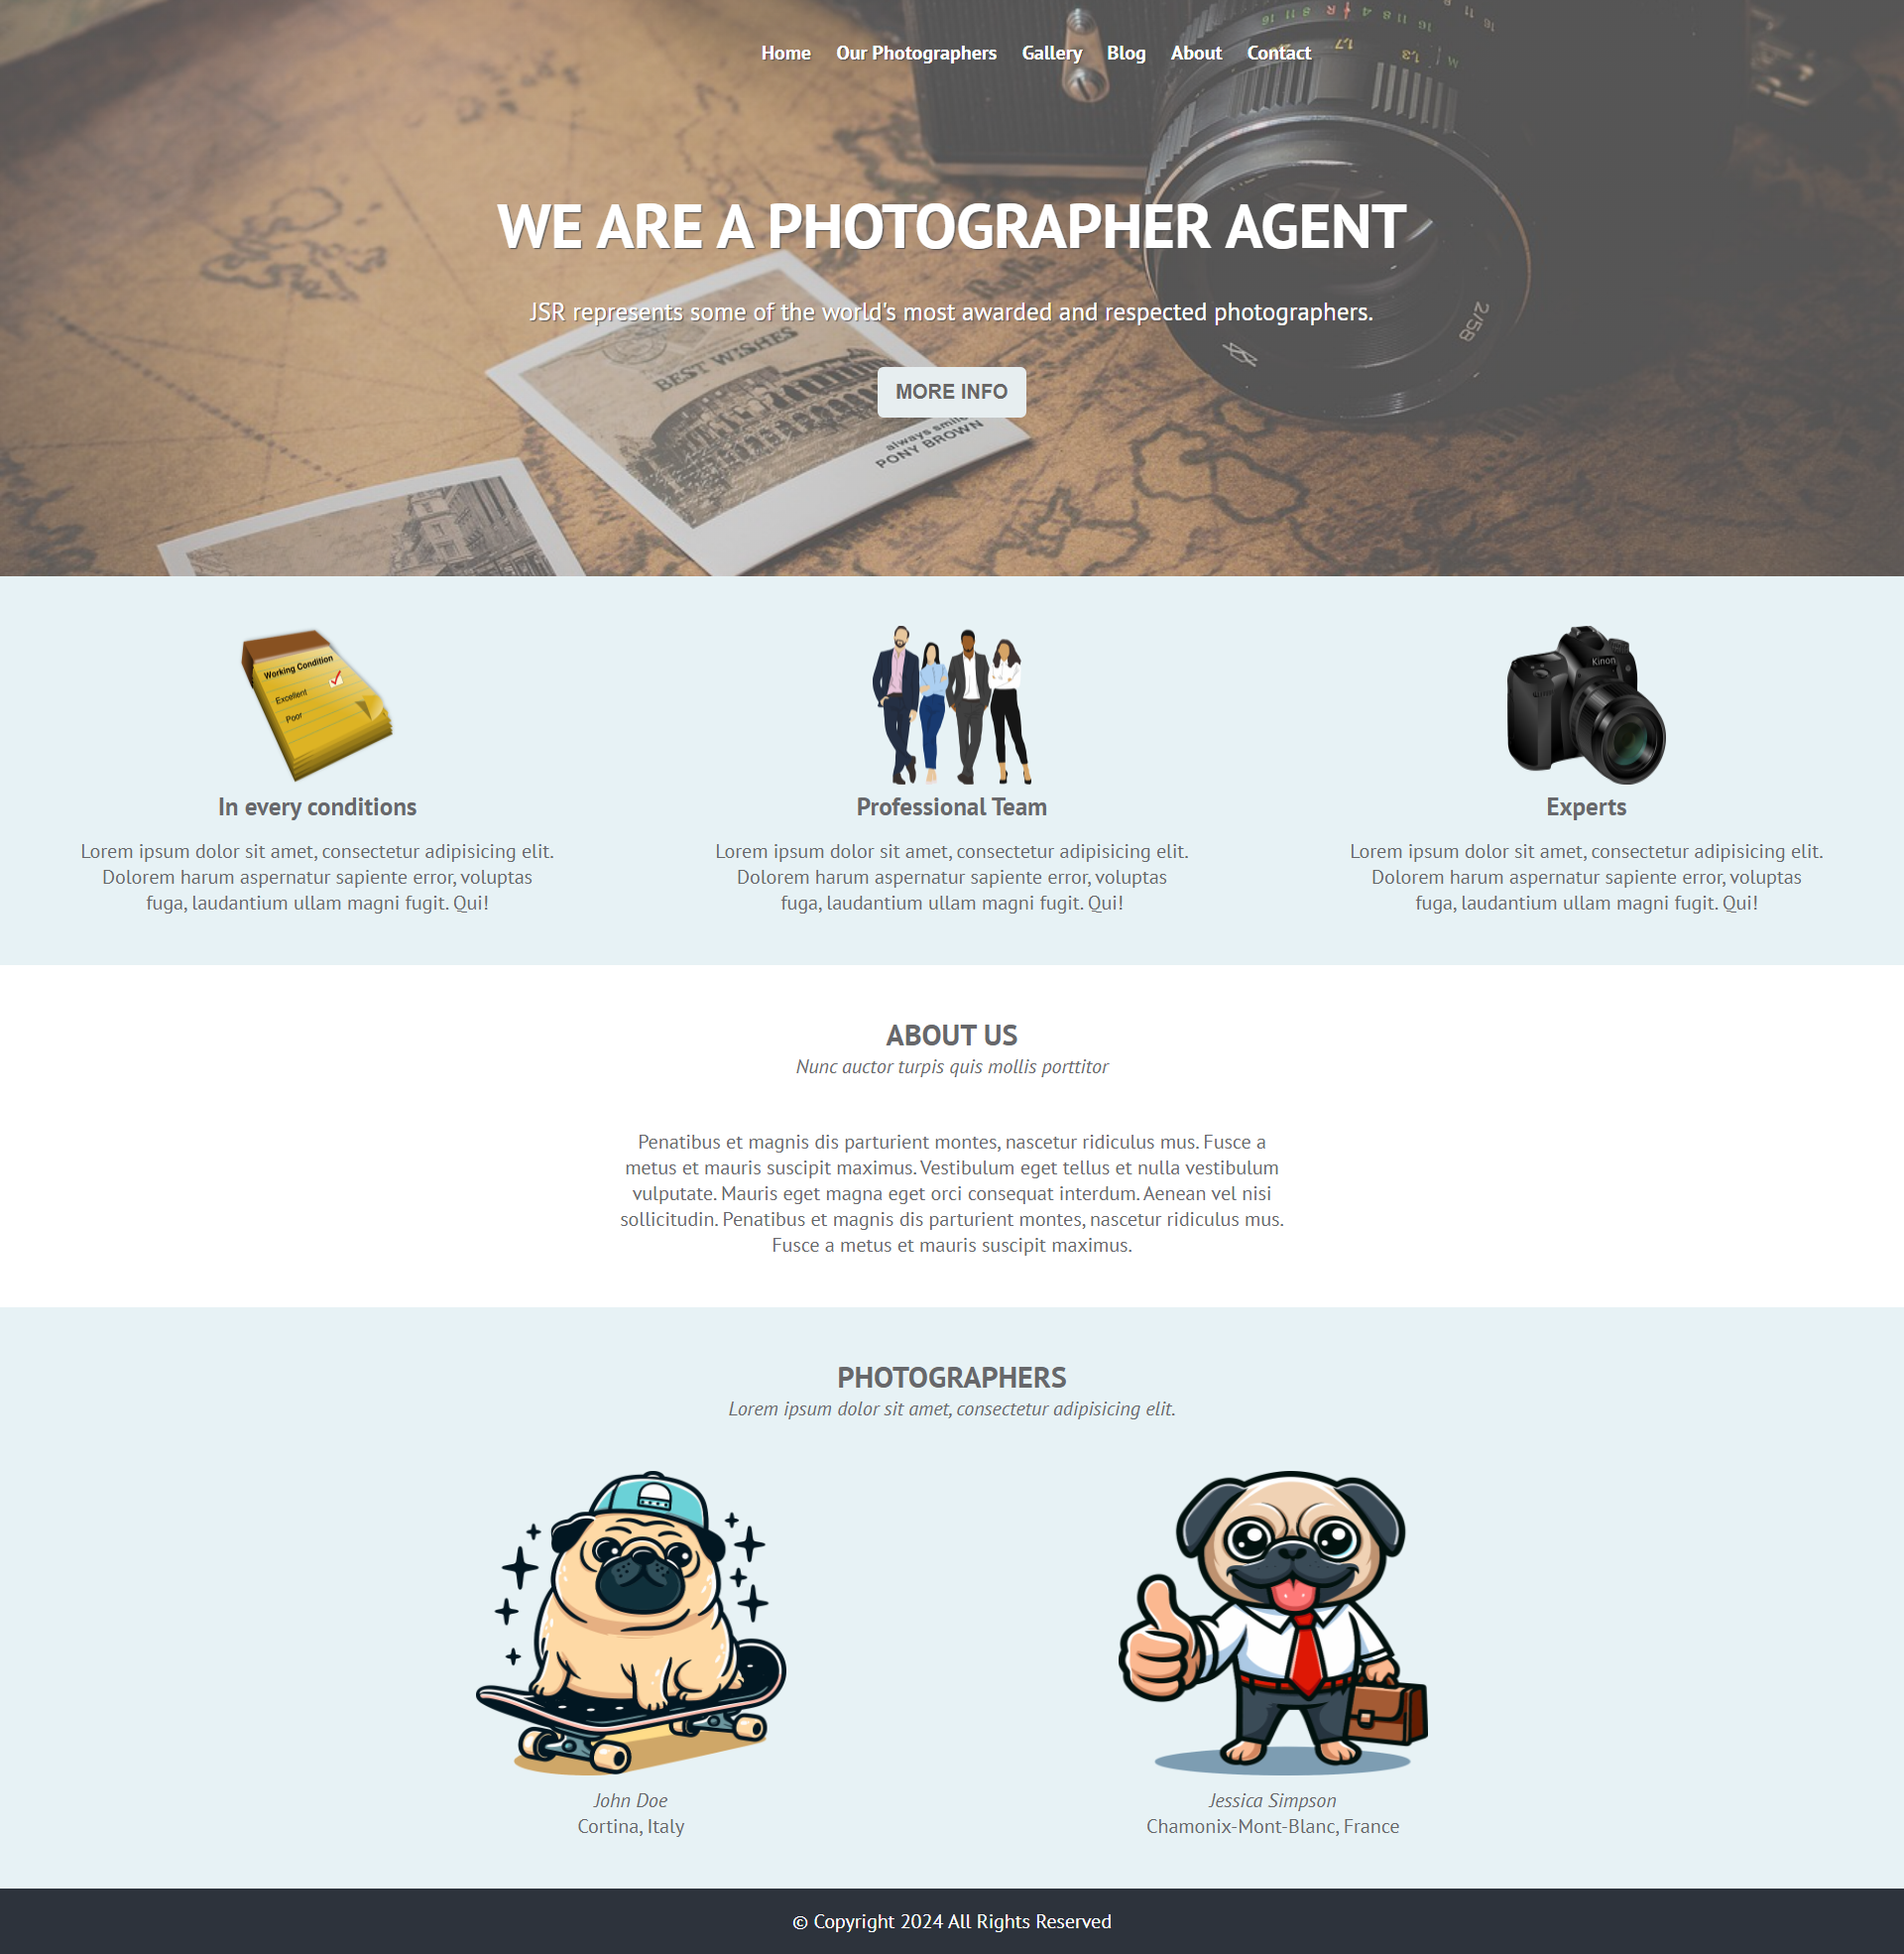 Home Our Photographers Gallery Blog About Contact
WE ARE A PHOTOGRAPHER AGENT
JSR represents some of the world's most awarded and respected photographers.
BEST WISHES
MORE INFO
always smile
PONY BROWN
2/58
Working Condition
Excellent
Poor
Kinon
In every conditions
Professional Team
Experts
Lorem ipsum dolor sit amet, consectetur adipisicing elit.
Dolorem harum aspernatur sapiente error, voluptas
fuga, laudantium ullam magni fugit. Qui!
Lorem ipsum dolor sit amet, consectetur adipisicing elit.
Dolorem harum aspernatur sapiente error, voluptas
fuga, laudantium ullam magni fugit. Qui!
Lorem ipsum dolor sit amet, consectetur adipisicing elit.
Dolorem harum aspernatur sapiente error, voluptas
fuga, laudantium ullam magni fugit. Qui!
ABOUT US
Nunc auctor turpis quis mollis porttitor
Penatibus et magnis dis parturient montes, nascetur ridiculus mus. Fusce a
metus et mauris suscipit maximus. Vestibulum eget tellus et nulla vestibulum
vulputate. Mauris eget magna eget orci consequat interdum. Aenean vel nisi
sollicitudin. Penatibus et magnis dis parturient montes, nascetur ridiculus mus.
Fusce a metus et mauris suscipit maximus.
PHOTOGRAPHERS
Lorem ipsum dolor sit amet, consectetur adipisicing elit.
John Doe
Cortina, Italy
Jessica Simpson
Chamonix-Mont-Blanc, France
© Copyright 2024 All Rights Reserved